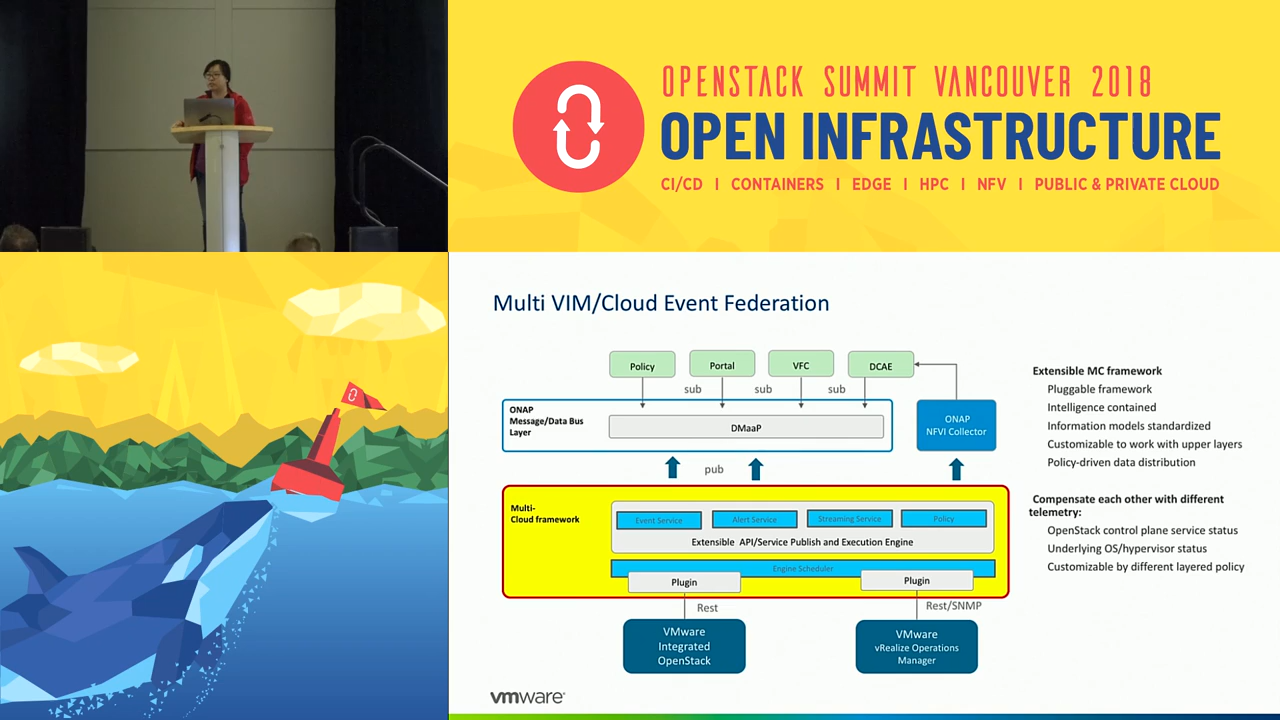 OPENSTACK SUMMIT VANCOUVER 2018
OPEN INFRASTRUCTURE
CI/CD | CONTAINERS | EDGE | HPC | NFV | PUBLIC & PRIVATE CLOUD
Multi VIM/Cloud Event Federation
Policy
Portal
VFC
DCAE
sub
sub
sub
ONAP
Message/Data Bus
Layer
DMaaP
ONAP
NFVI Collector
pub
Multi-
Cloud framework
Event Service
Alert Service
Streaming Service
Policy
Extensible API/Service Publish and Execution Engine
Engine Scheduler
Plugin
Plugin
Rest
Rest/SNMP
VMware
Integrated
OpenStack
VMware
vRealize Operations
Manager
Extensible MC framework
Pluggable framework
Intelligence contained
Information models standardized
Customizable to work with upper layers
Policy-driven data distribution
Compensate each other with different
telemetry:
OpenStack control plane service status
Underlying OS/hypervisor status
Customizable by different layered policy
vmware